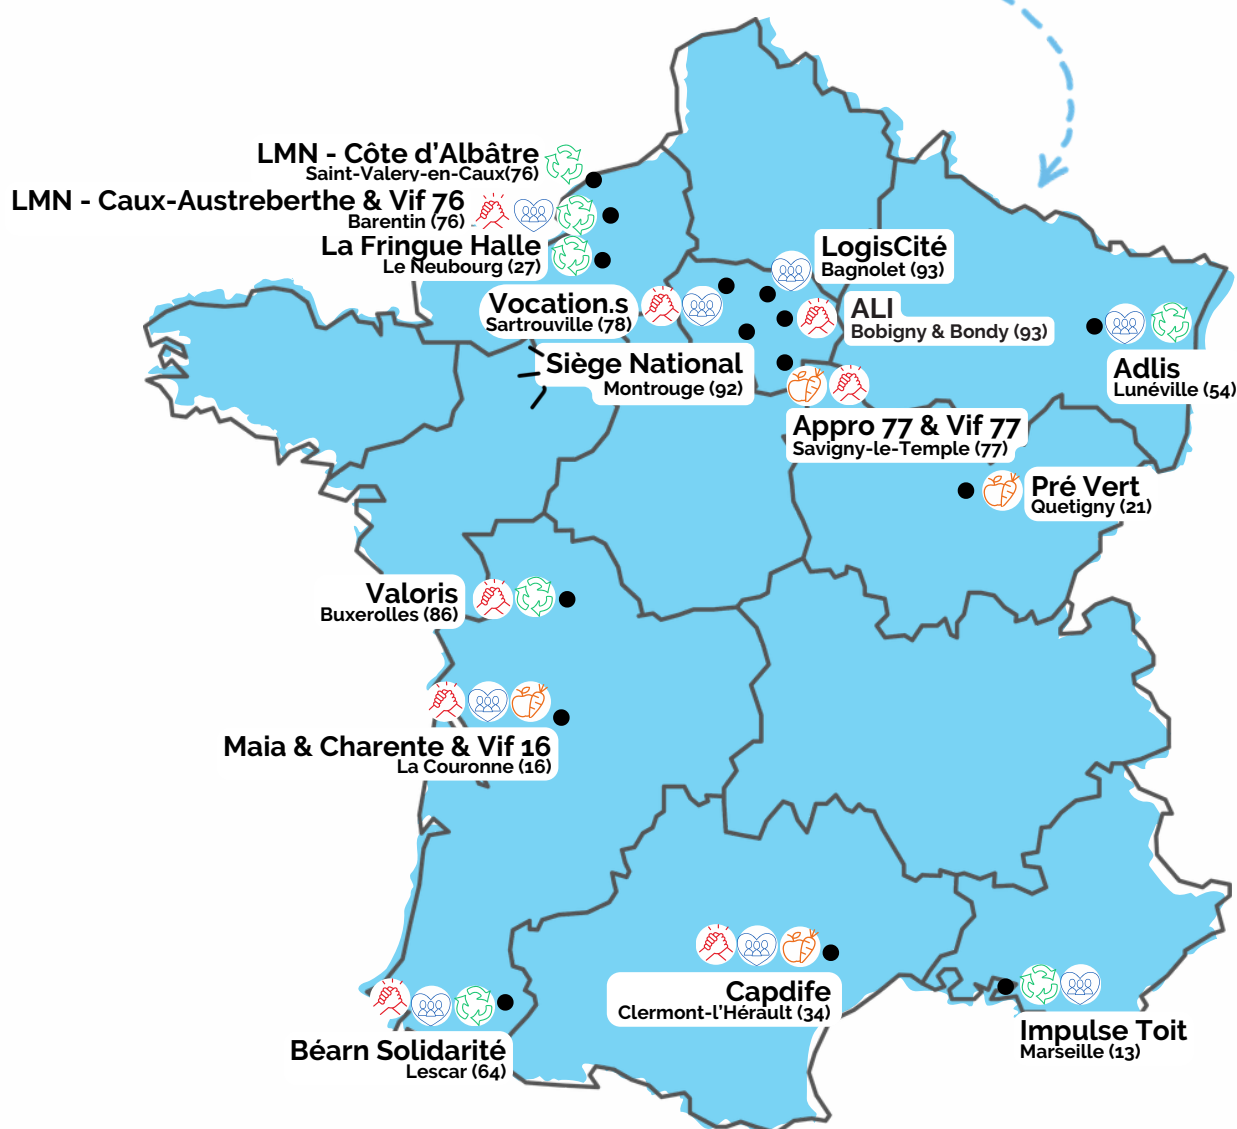 LMN - Côte d'Albâtre
Saint-Valery-en-Caux(76)
LMN - Caux-Austreberthe & Vif 76
Barentin (76)
La Fringue Halle
Le Neubourg (27)
LogisCité
Bagnolet (93)
Vocation.s
Sartrouville (78)
ALI
Bobigny & Bondy (93)
Siège National
Montrouge (92)
Adlis
Lunéville (54)
Appro 77 & Vif 77
Savigny-le-Temple (77)
Pré Vert
Quetigny (21)
Valoris
Buxerolles (86)
Maia & Charente & Vif 16
La Couronne (16)
Capdife
Clermont-l'Hérault (34)
Impulse Toit
Marseille (13)
Béarn Solidarité
Lescar (64)